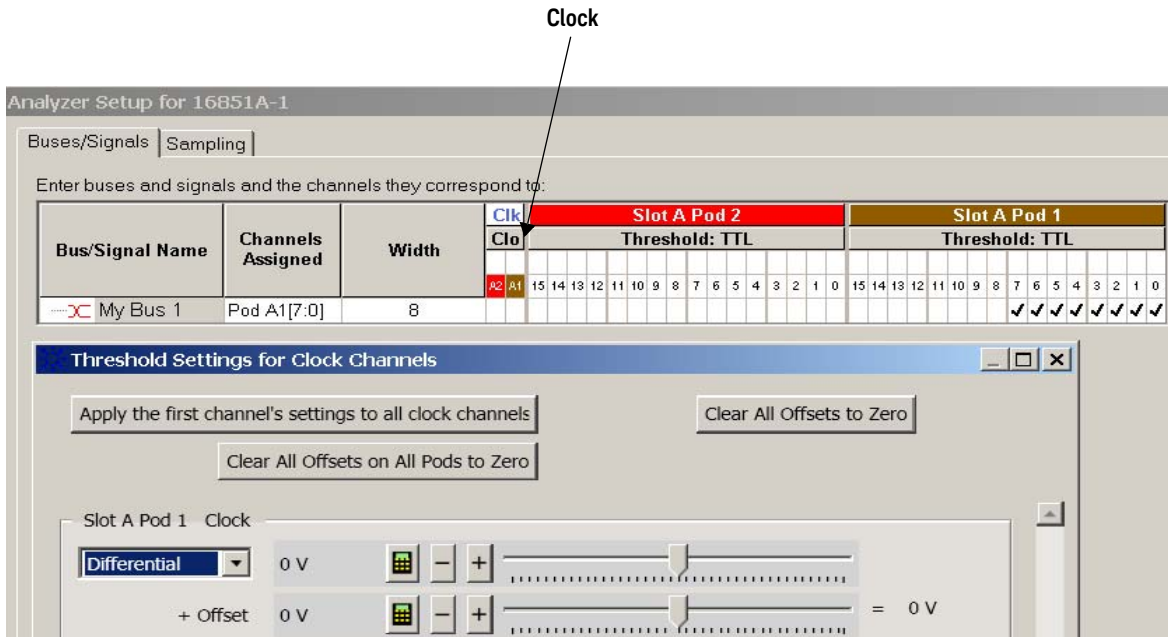 Clock
Analyzer Setup for 16851A-1
Buses/Signals Sampling
Enter buses and signals and the channels they correspond to:
Bus/Signal Name Channels Assigned Width Clk Slot A Pod 2 Slot A Pod 1
Clo Threshold: TTL Threshold: TTL
A2 A1 15 14 13 12 11 10 9 8 7 6 5 4 3 2 1 0 15 14 13 12 11 10 9 8 7 6 5 4 3 2 1 0
My Bus 1 Pod A1[7:0] 8 ✓ ✓ ✓ ✓ ✓ ✓ ✓ ✓
Threshold Settings for Clock Channels
Apply the first channel's settings to all clock channels Clear All Offsets to Zero
Clear All Offsets on All Pods to Zero
Slot A Pod 1 Clock
Differential 0 V − +
+ Offset 0 V − + = 0 V